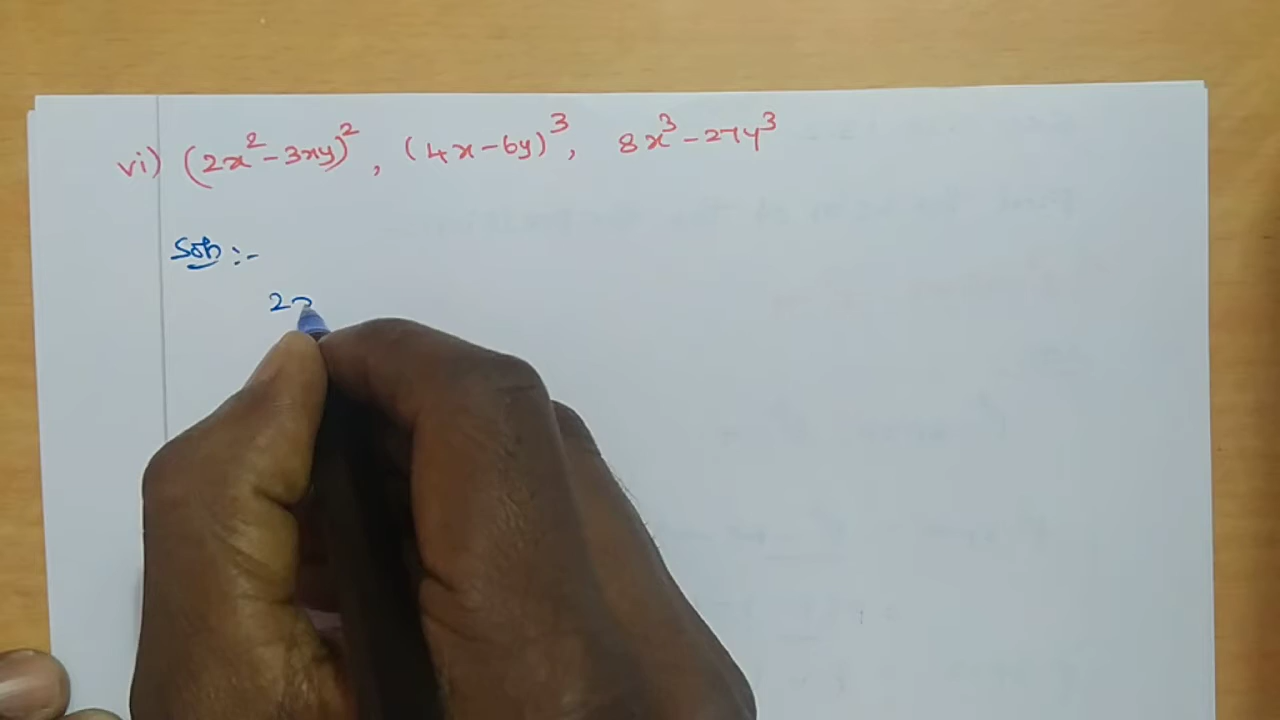 vi) (2x² - 3xy)², (4x - 6y)³, 8x³ - 27y³
Soln :-
2x